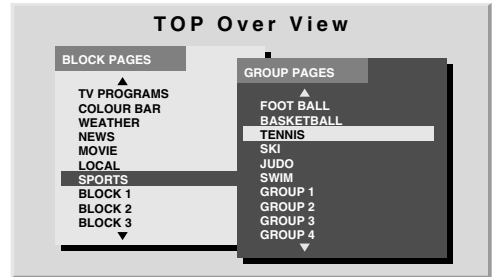 TOP Over View
BLOCK PAGES
TV PROGRAMS
COLOUR BAR
WEATHER
NEWS
MOVIE
LOCAL
SPORTS
BLOCK 1
BLOCK 2
BLOCK 3
GROUP PAGES
FOOT BALL
BASKETBALL
TENNIS
SKI
JUDO
SWIM
GROUP 1
GROUP 2
GROUP 3
GROUP 4